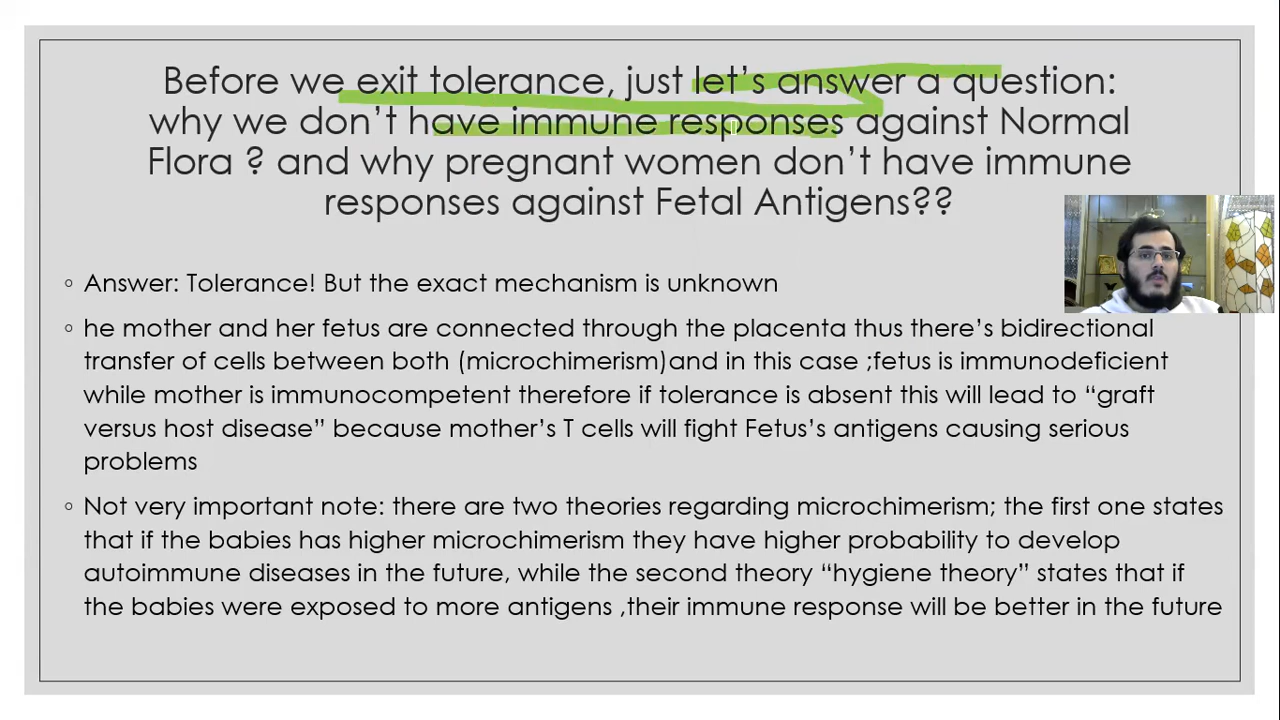 Before we exit tolerance, just let’s answer a question:
why we don’t have immune responses against Normal
Flora ? and why pregnant women don’t have immune
responses against Fetal Antigens??
◦ Answer: Tolerance! But the exact mechanism is unknown
◦ he mother and her fetus are connected through the placenta thus there’s bidirectional
transfer of cells between both (microchimerism)and in this case ;fetus is immunodeficient
while mother is immunocompetent therefore if tolerance is absent this will lead to “graft
versus host disease” because mother’s T cells will fight Fetus’s antigens causing serious
problems
◦ Not very important note: there are two theories regarding microchimerism; the first one states
that if the babies has higher microchimerism they have higher probability to develop
autoimmune diseases in the future, while the second theory “hygiene theory” states that if
the babies were exposed to more antigens ,their immune response will be better in the future